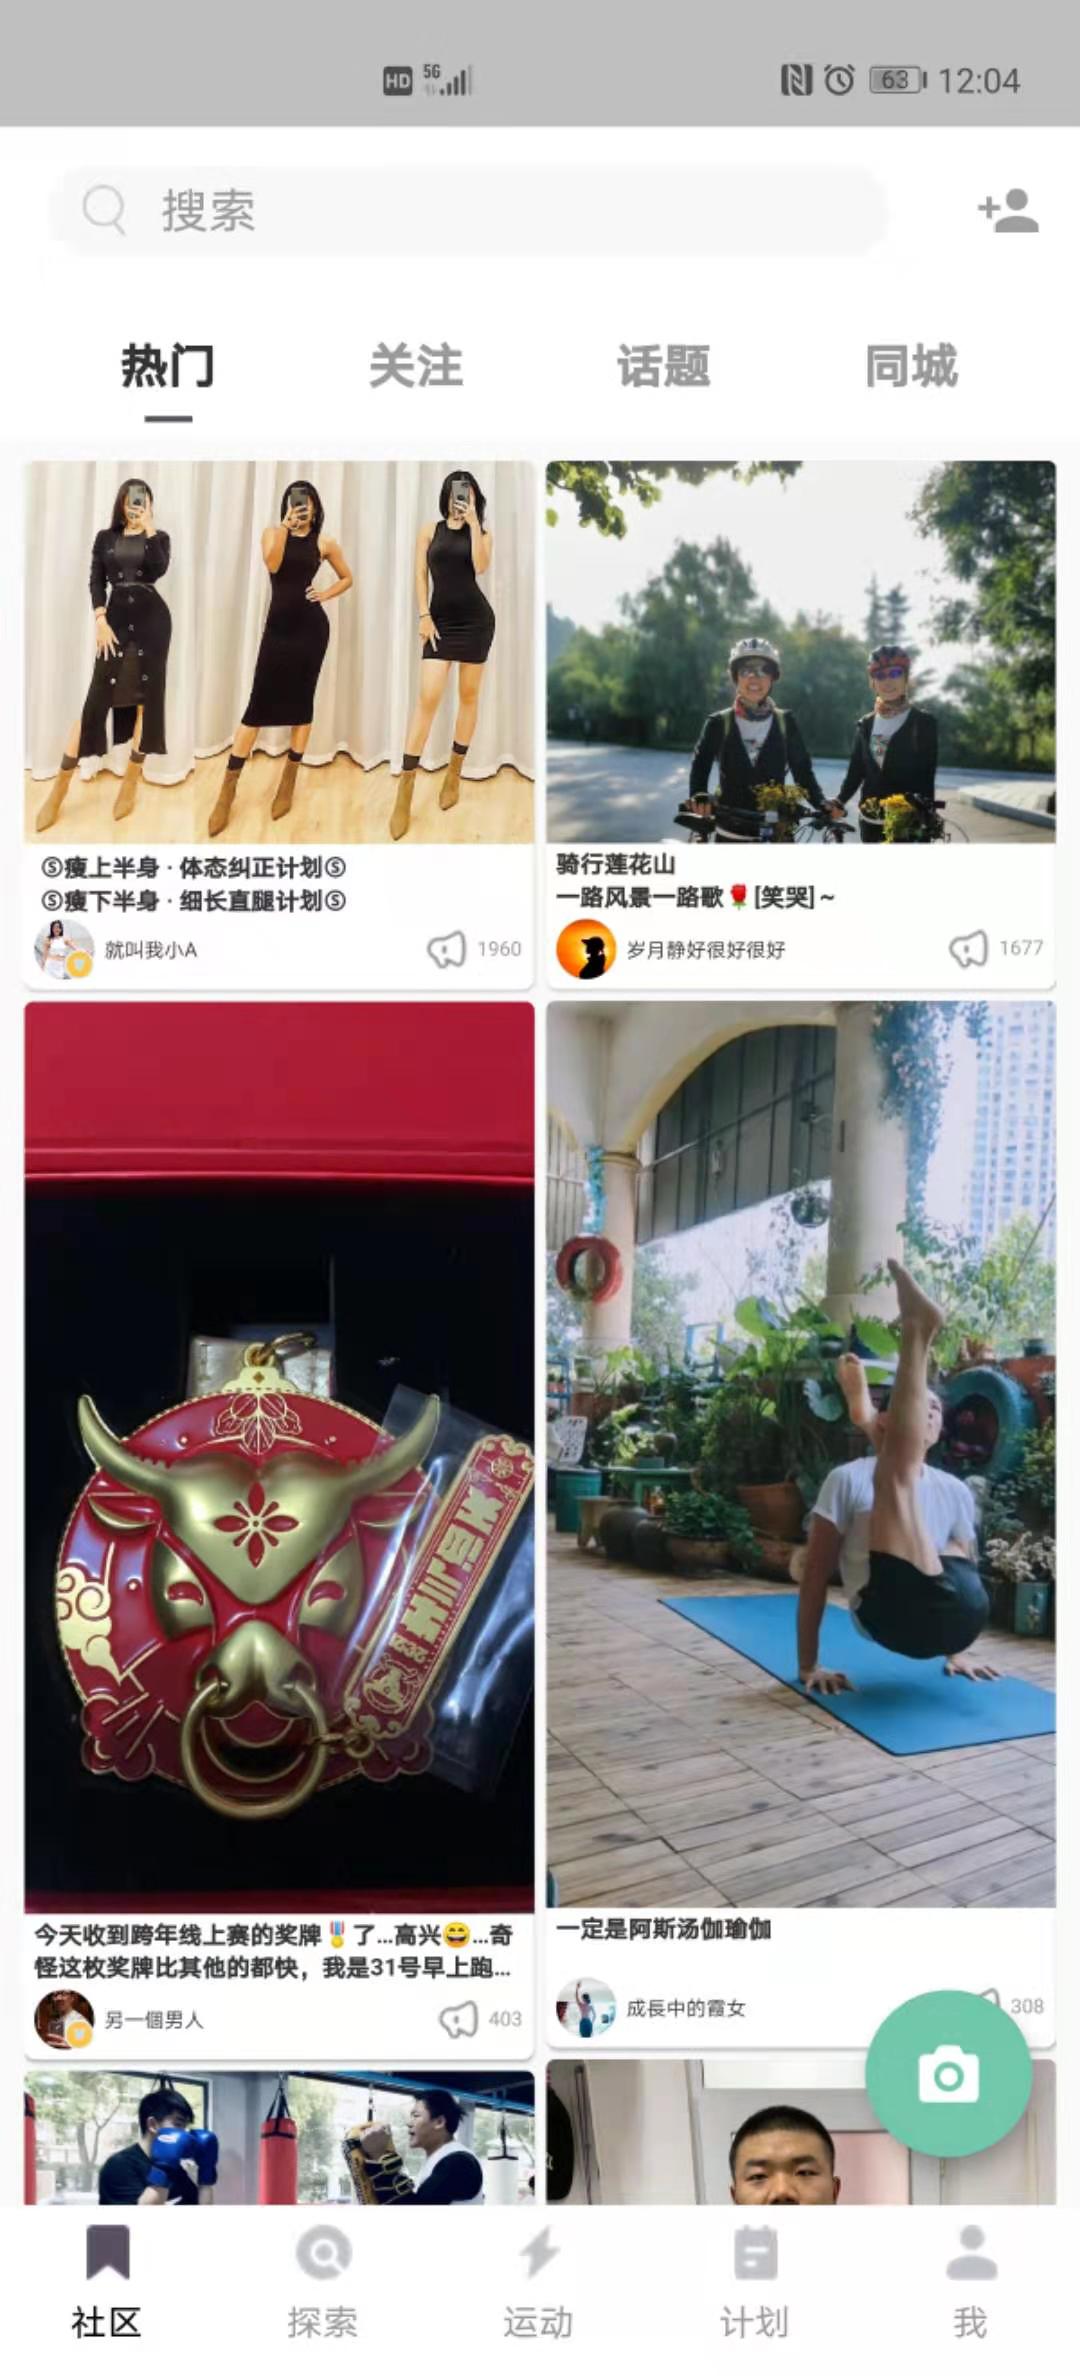 HD 5G 63 12:04
搜索
热门 关注 话题 同城
Ⓢ瘦上半身 · 体态纠正计划Ⓢ
Ⓢ瘦下半身 · 细长直腿计划Ⓢ
就叫我小A 1960
骑行莲花山
一路风景一路歌🌹[笑哭]～
岁月静好很好很好 1677
今天收到跨年线上赛的奖牌🎖️了...高兴😄...奇
怪这枚奖牌比其他的都快，我是31号早上跑...
另一個男人 403
一定是阿斯汤伽瑜伽
成長中的霞女 308
社区 探索 运动 计划 我